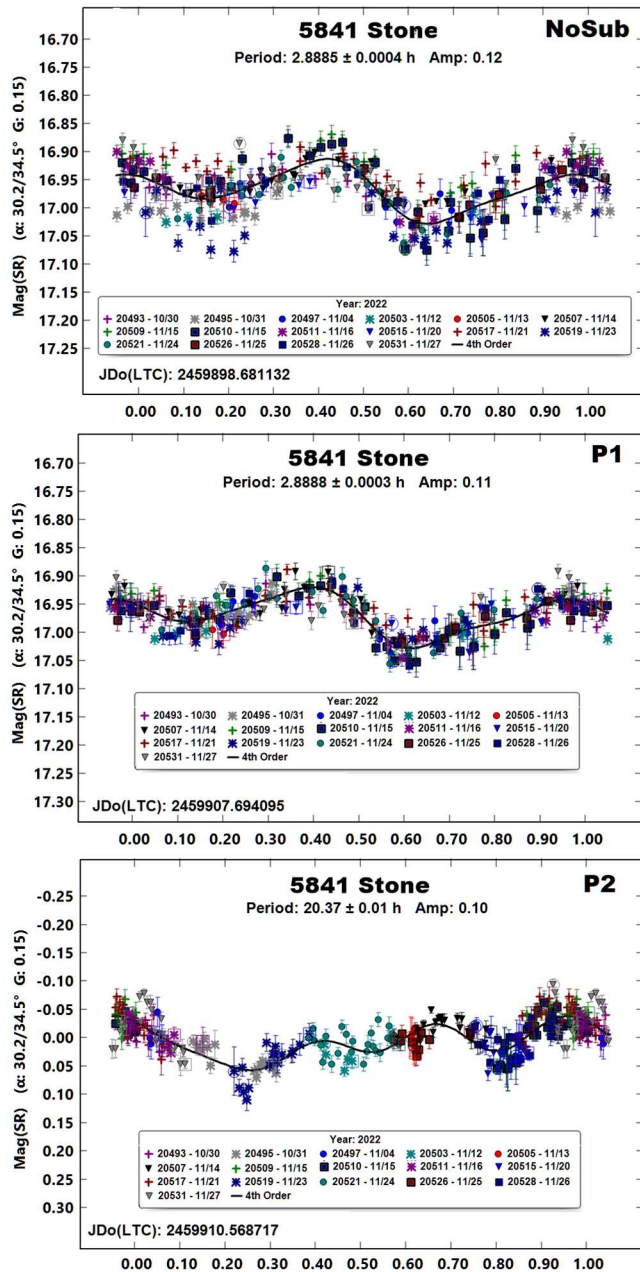 5841 Stone NoSub
Period: 2.8885 ± 0.0004 h Amp: 0.12
16.70
16.75
16.80
16.85
16.90
16.95
17.00
17.05
17.10
17.15
17.20
17.25
Mag(SR) (α: 30.2/34.5° G: 0.15)
Year: 2022
20493 - 10/30 20495 - 10/31 20497 - 11/04 20503 - 11/12 20505 - 11/13 20507 - 11/14
20509 - 11/15 20510 - 11/15 20511 - 11/16 20515 - 11/20 20517 - 11/21 20519 - 11/23
20521 - 11/24 20526 - 11/25 20528 - 11/26 20531 - 11/27 4th Order
JDo(LTC): 2459898.681132
0.00 0.10 0.20 0.30 0.40 0.50 0.60 0.70 0.80 0.90 1.00
5841 Stone P1
Period: 2.8888 ± 0.0003 h Amp: 0.11
16.70
16.75
16.80
16.85
16.90
16.95
17.00
17.05
17.10
17.15
17.20
17.25
17.30
Mag(SR) (α: 30.2/34.5° G: 0.15)
Year: 2022
20493 - 10/30 20495 - 10/31 20497 - 11/04 20503 - 11/12 20505 - 11/13
20507 - 11/14 20509 - 11/15 20510 - 11/15 20511 - 11/16 20515 - 11/20
20517 - 11/21 20519 - 11/23 20521 - 11/24 20526 - 11/25 20528 - 11/26
20531 - 11/27 4th Order
JDo(LTC): 2459907.694095
0.00 0.10 0.20 0.30 0.40 0.50 0.60 0.70 0.80 0.90 1.00
5841 Stone P2
Period: 20.37 ± 0.01 h Amp: 0.10
-0.25
-0.20
-0.15
-0.10
-0.05
0.00
0.05
0.10
0.15
0.20
0.25
0.30
Mag(SR) (α: 30.2/34.5° G: 0.15)
Year: 2022
20493 - 10/30 20495 - 10/31 20497 - 11/04 20503 - 11/12 20505 - 11/13
20507 - 11/14 20509 - 11/15 20510 - 11/15 20511 - 11/16 20515 - 11/20
20517 - 11/21 20519 - 11/23 20521 - 11/24 20526 - 11/25 20528 - 11/26
20531 - 11/27 4th Order
JDo(LTC): 2459910.568717
0.00 0.10 0.20 0.30 0.40 0.50 0.60 0.70 0.80 0.90 1.00